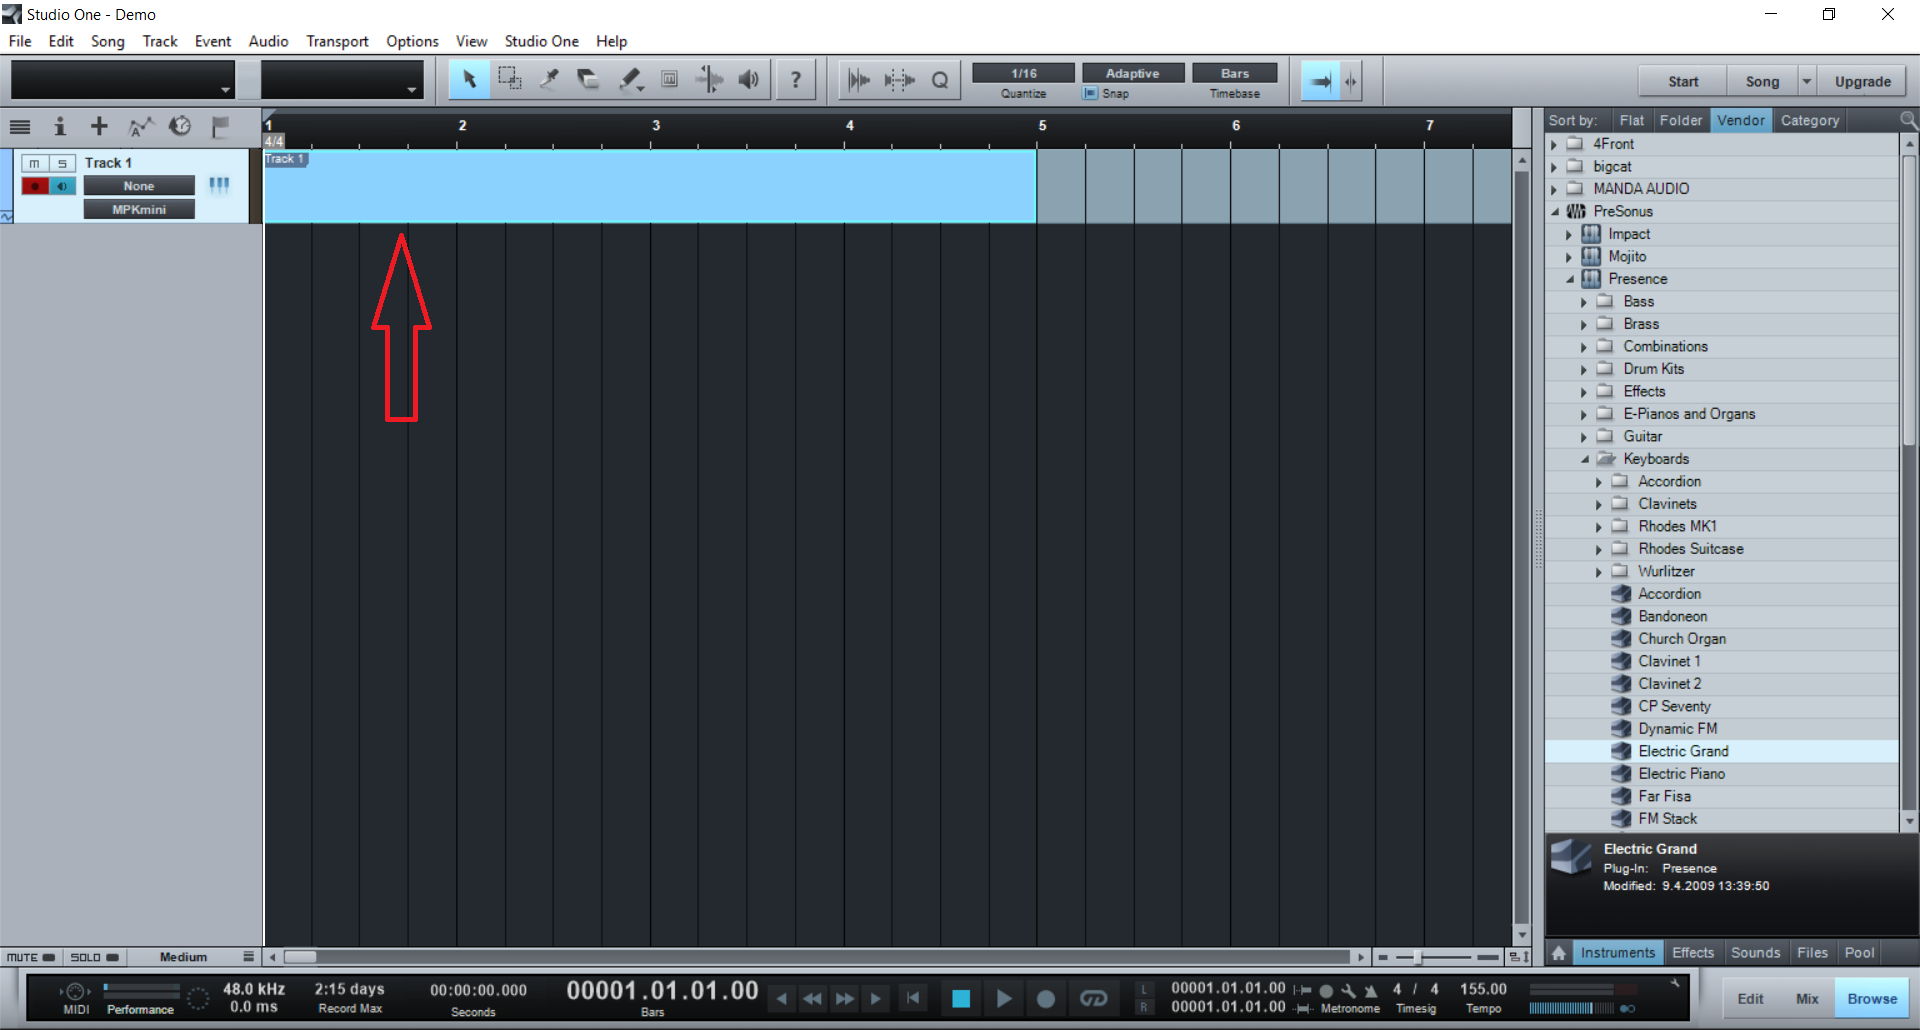 Studio One - Demo
File Edit Song Track Event Audio Transport Options View Studio One Help
?
Q
1/16
Quantize
Adaptive
Snap
Bars
Timebase
Start Song Upgrade
1 2 3 4 5 6 7
4/4
m S Track 1
None
MPKmini
Track 1
Sort by: Flat Folder Vendor Category
4Front
bigcat
MANDA AUDIO
PreSonus
Impact
Mojito
Presence
Bass
Brass
Combinations
Drum Kits
Effects
E-Pianos and Organs
Guitar
Keyboards
Accordion
Clavinets
Rhodes MK1
Rhodes Suitcase
Wurlitzer
Accordion
Bandoneon
Church Organ
Clavinet 1
Clavinet 2
CP Seventy
Dynamic FM
Electric Grand
Electric Piano
Far Fisa
FM Stack
Electric Grand
Plug-In: Presence
Modified: 9.4.2009 13:39:50
MUTE SOLO Medium
Instruments Effects Sounds Files Pool
MIDI
Performance
48.0 kHz
0.0 ms
2:15 days
Record Max
00:00:00.000
Seconds
00001.01.01.00
Bars
L 00001.01.01.00
R 00001.01.01.00
Metronome
4 / 4
Timesig
155.00
Tempo
Edit Mix Browse